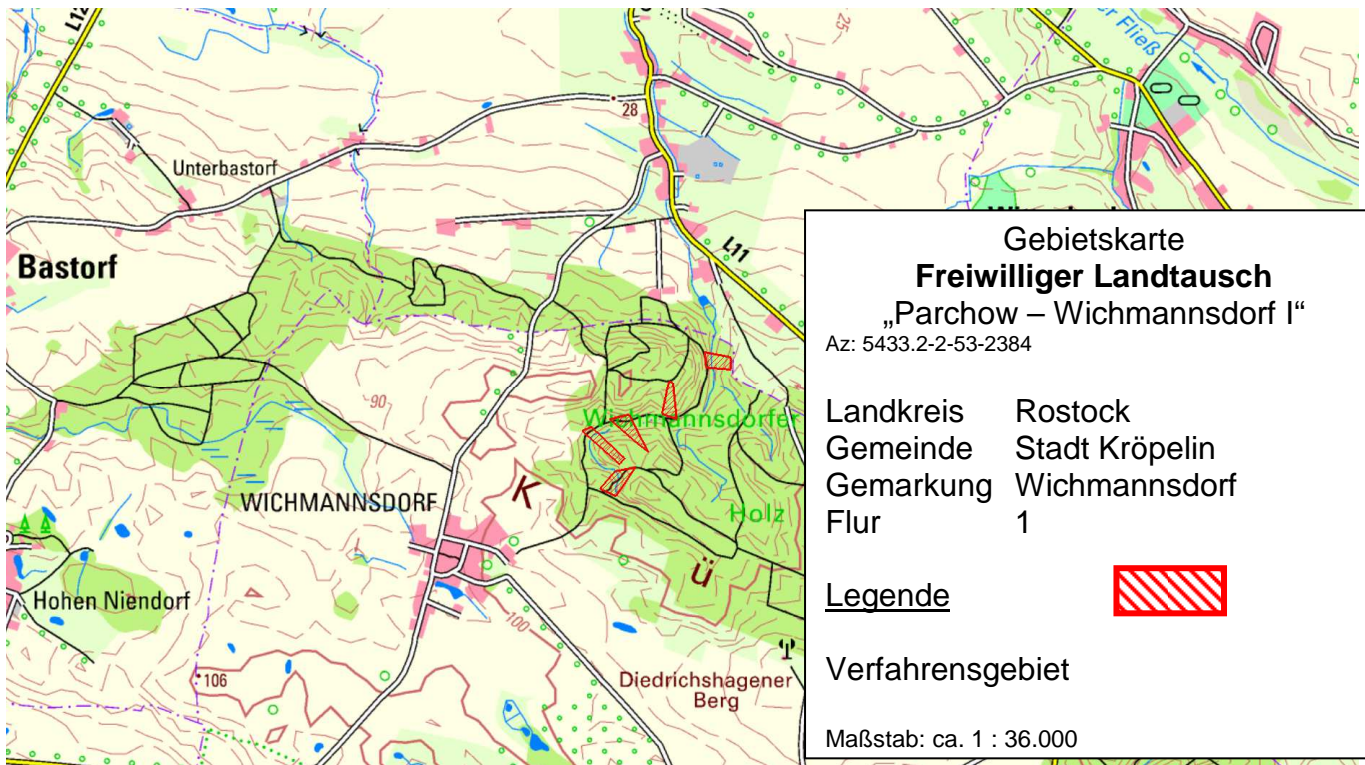 25
28
Unterbastorf
L11
Bastorf
90
Wichmannsdorfer
WICHMANNSDORF
K
Holz
ü
Hohen Niendorf
100
106
Diedrichshagener
Berg
Gebietskarte
Freiwilliger Landtausch
„Parchow – Wichmannsdorf I“
Az: 5433.2-2-53-2384
Landkreis Rostock
Gemeinde Stadt Kröpelin
Gemarkung Wichmannsdorf
Flur 1
Legende
Verfahrensgebiet
Maßstab: ca. 1 : 36.000
Fließ